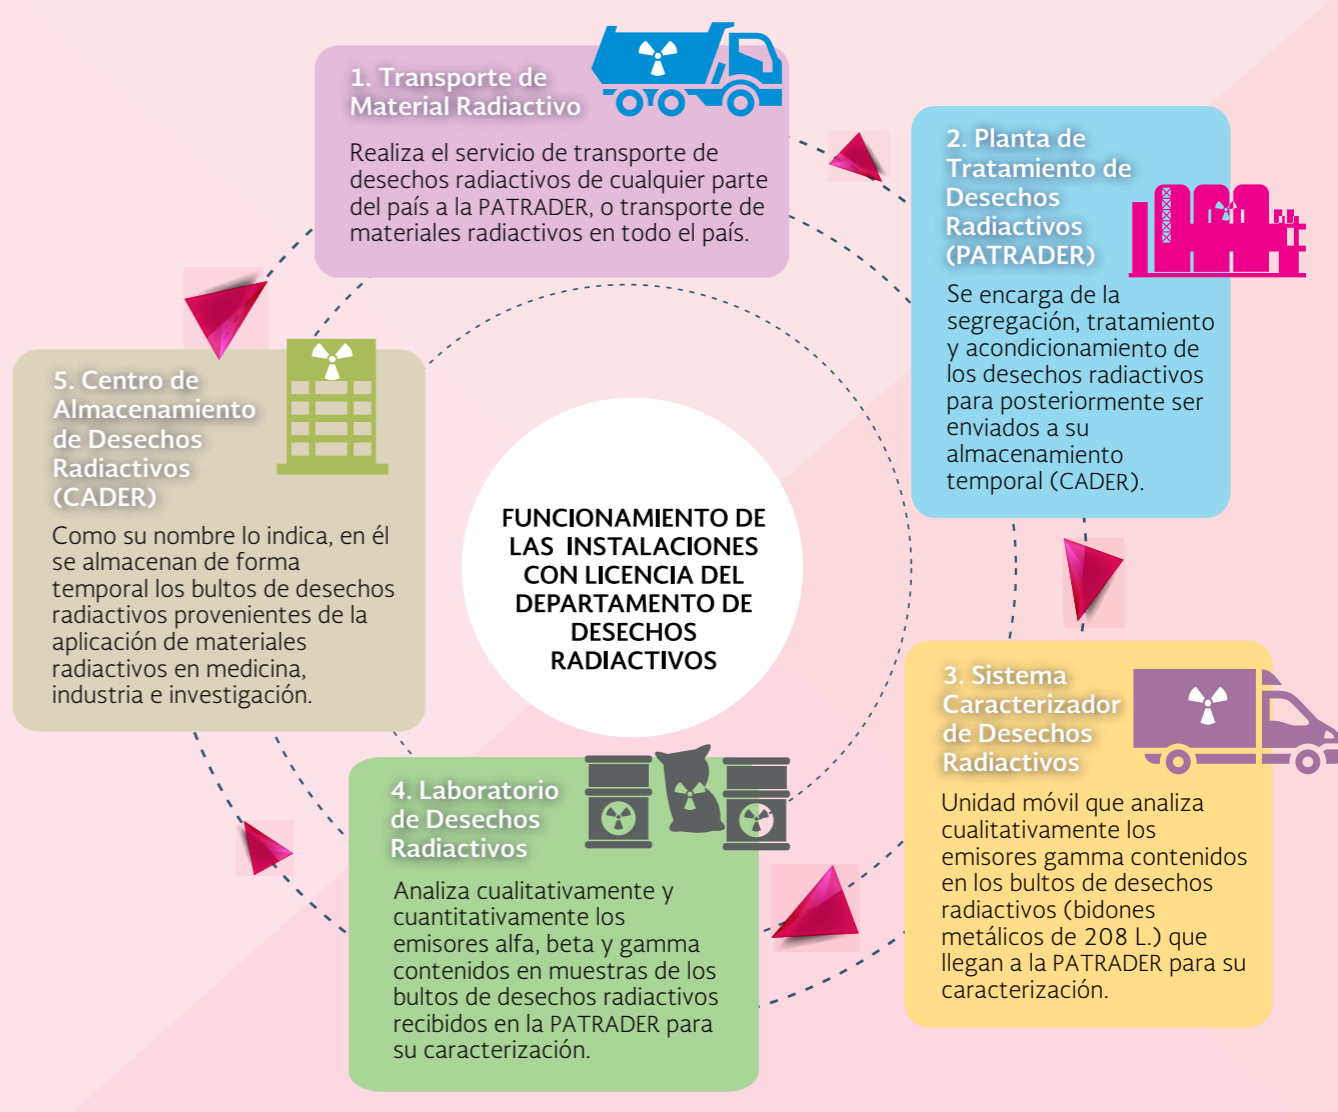 1. Transporte de
Material Radiactivo
Realiza el servicio de transporte de
desechos radiactivos de cualquier parte
del país a la PATRADER, o transporte de
materiales radiactivos en todo el país.
2. Planta de
Tratamiento de
Desechos
Radiactivos
(PATRADER)
Se encarga de la
segregación, tratamiento
y acondicionamiento de
los desechos radiactivos
para posteriormente ser
enviados a su
almacenamiento
temporal (CADER).
3. Sistema
Caracterizador
de Desechos
Radiactivos
Unidad móvil que analiza
cualitativamente los
emisores gamma contenidos
en los bultos de desechos
radiactivos (bidones
metálicos de 208 L.) que
llegan a la PATRADER para su
caracterización.
4. Laboratorio
de Desechos
Radiactivos
Analiza cualitativamente y
cuantitativamente los
emisores alfa, beta y gamma
contenidos en muestras de los
bultos de desechos radiactivos
recibidos en la PATRADER para
su caracterización.
5. Centro de
Almacenamiento
de Desechos
Radiactivos
(CADER)
Como su nombre lo indica, en él
se almacenan de forma
temporal los bultos de desechos
radiactivos provenientes de la
aplicación de materiales
radiactivos en medicina,
industria e investigación.
FUNCIONAMIENTO DE
LAS INSTALACIONES
CON LICENCIA DEL
DEPARTAMENTO DE
DESECHOS
RADIACTIVOS